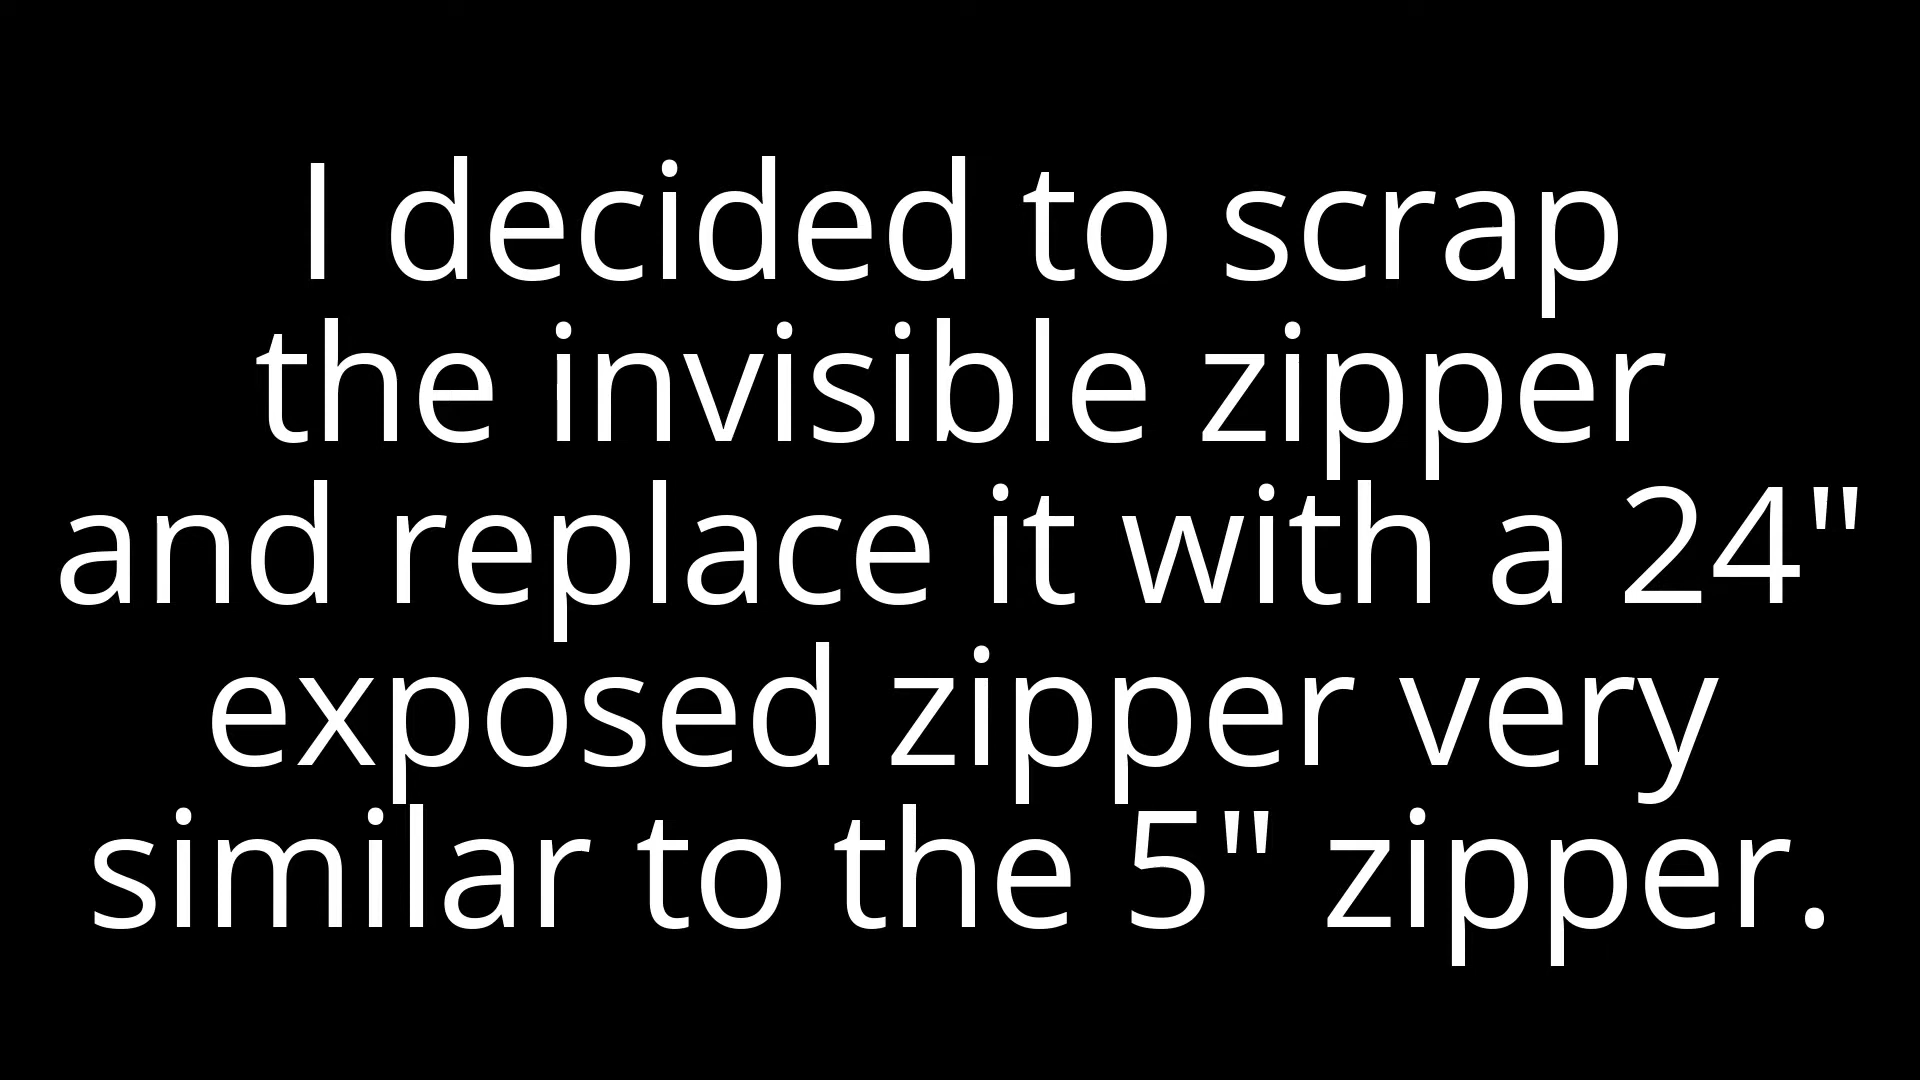 I decided to scrap
the invisible zipper
and replace it with a 24"
exposed zipper very
similar to the 5" zipper.